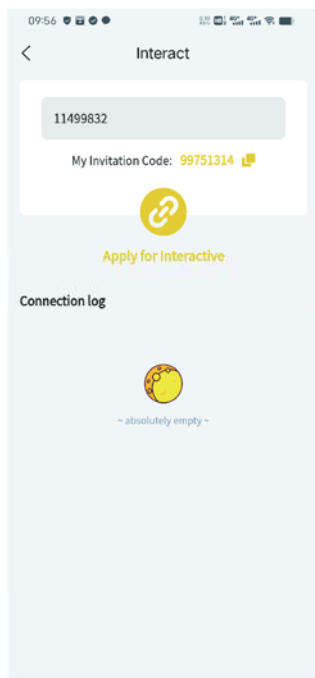 09:56
Interact
11499832
My Invitation Code: 99751314
Apply for Interactive
Connection log
~ absolutely empty ~